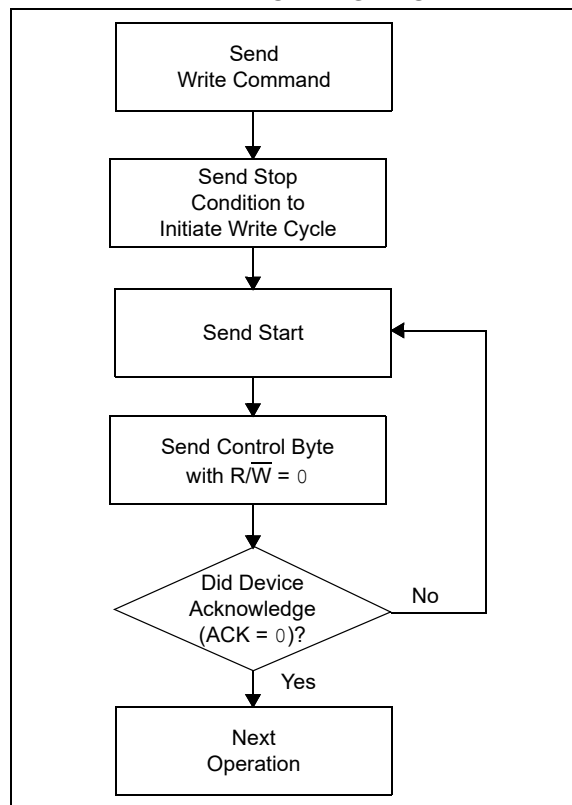 Send
Write Command
Send Stop
Condition to
Initiate Write Cycle
Send Start
Send Control Byte
with R/W̅ = 0
Did Device
Acknowledge
(ACK = 0)?
No
Yes
Next
Operation